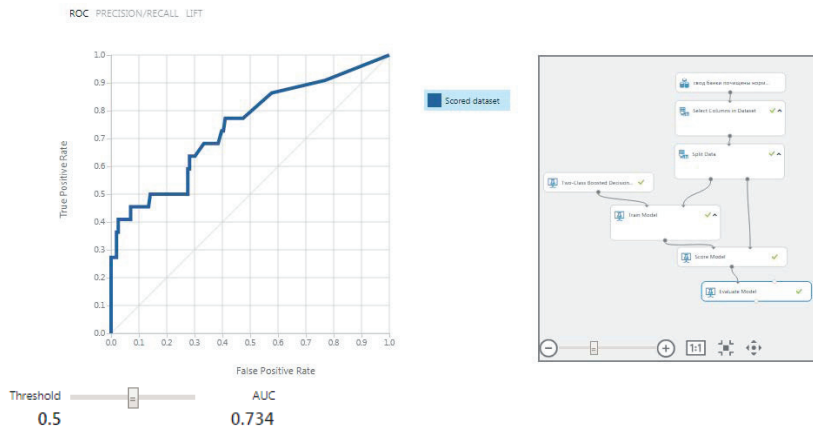 ROC PRECISION/RECALL LIFT
1.0
0.9
0.8
0.7
0.6
0.5
0.4
0.3
0.2
0.1
0.0
True Positive Rate
0.0 0.1 0.2 0.3 0.4 0.5 0.6 0.7 0.8 0.9 1.0
False Positive Rate
Scored dataset
Threshold
0.5
AUC
0.734
Select Columns in Dataset
Split Data
Two-Class Boosted Decision...
Train Model
Score Model
Evaluate Model
1:1